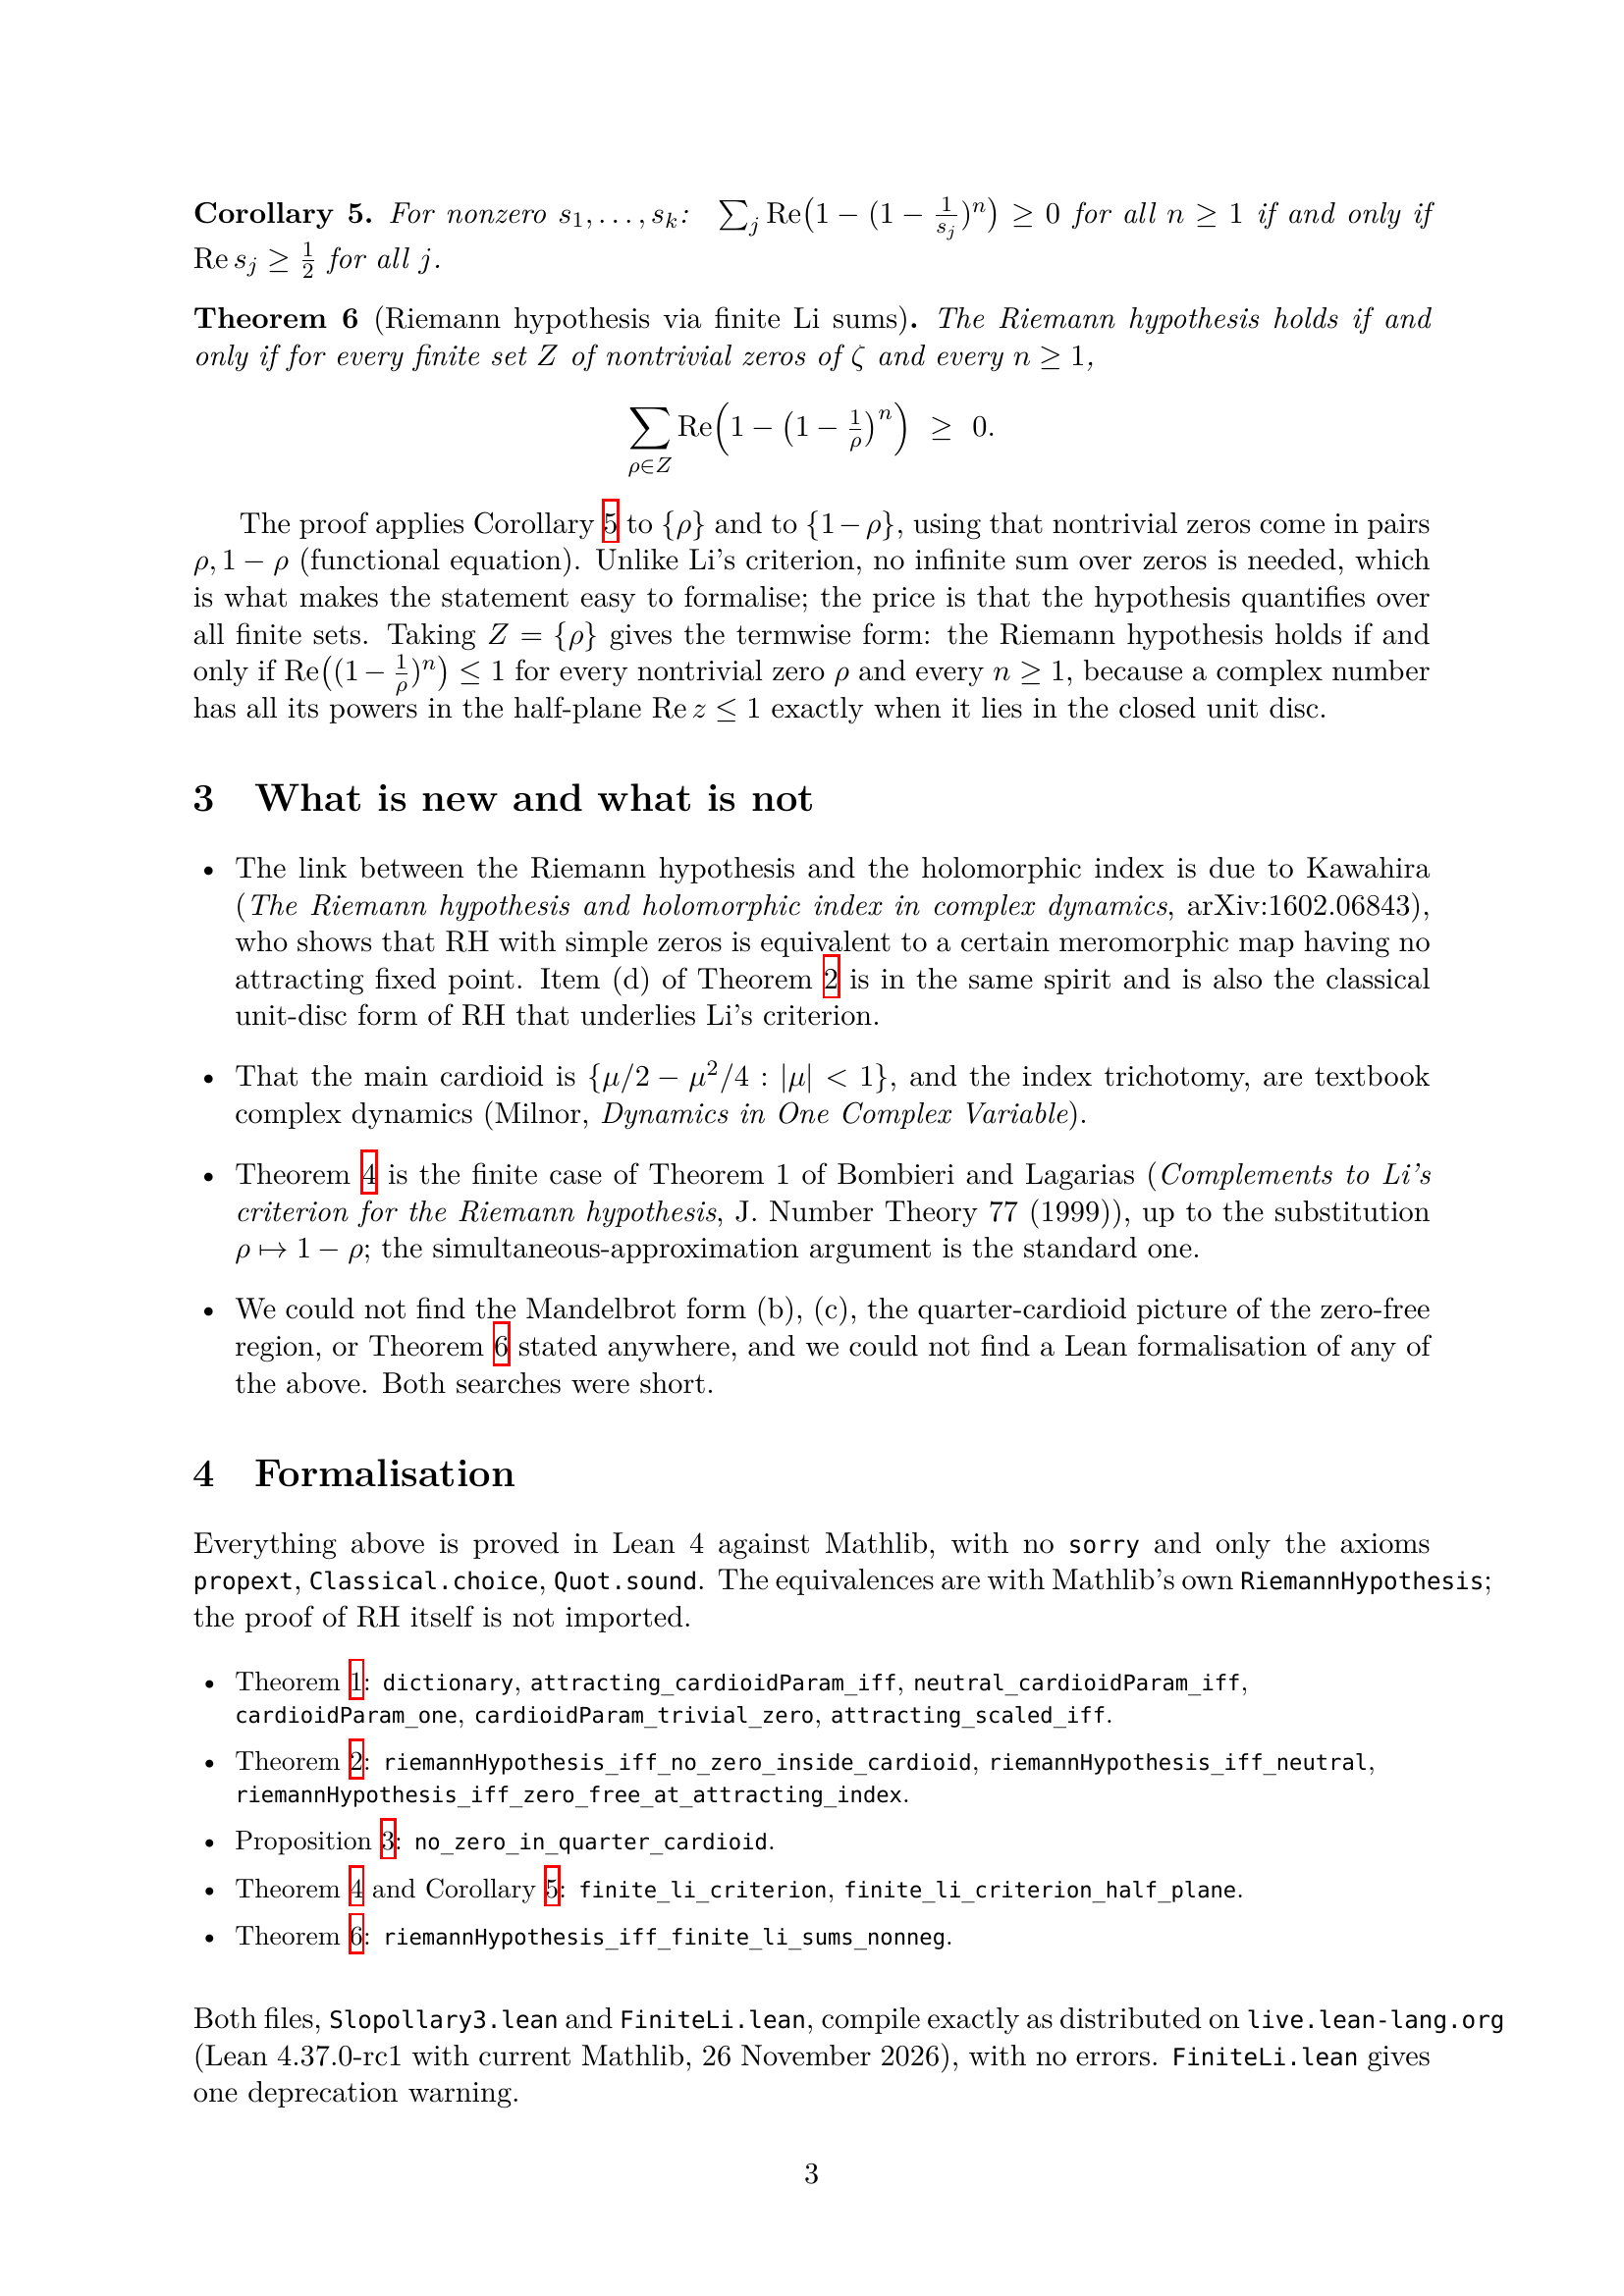 Corollary 5. For nonzero s₁, . . . , sₖ: ∑ⱼ Re(1 − (1 − 1/sⱼ)ⁿ) ≥ 0 for all n ≥ 1 if and only if
Re sⱼ ≥ 1/2 for all j.
Theorem 6 (Riemann hypothesis via finite Li sums). The Riemann hypothesis holds if and
only if for every finite set Z of nontrivial zeros of ζ and every n ≥ 1,
∑_{ρ∈Z} Re(1 − (1 − 1/ρ)ⁿ) ≥ 0.
The proof applies Corollary 5 to {ρ} and to {1 − ρ}, using that nontrivial zeros come in pairs
ρ, 1 − ρ (functional equation). Unlike Li’s criterion, no infinite sum over zeros is needed, which
is what makes the statement easy to formalise; the price is that the hypothesis quantifies over
all finite sets. Taking Z = {ρ} gives the termwise form: the Riemann hypothesis holds if and
only if Re((1 − 1/ρ)ⁿ) ≤ 1 for every nontrivial zero ρ and every n ≥ 1, because a complex number
has all its powers in the half-plane Re z ≤ 1 exactly when it lies in the closed unit disc.
3 What is new and what is not
• The link between the Riemann hypothesis and the holomorphic index is due to Kawahira
(The Riemann hypothesis and holomorphic index in complex dynamics, arXiv:1602.06843),
who shows that RH with simple zeros is equivalent to a certain meromorphic map having no
attracting fixed point. Item (d) of Theorem 2 is in the same spirit and is also the classical
unit-disc form of RH that underlies Li’s criterion.
• That the main cardioid is {μ/2 − μ²/4 : |μ| < 1}, and the index trichotomy, are textbook
complex dynamics (Milnor, Dynamics in One Complex Variable).
• Theorem 4 is the finite case of Theorem 1 of Bombieri and Lagarias (Complements to Li’s
criterion for the Riemann hypothesis, J. Number Theory 77 (1999)), up to the substitution
ρ ↦ 1 − ρ; the simultaneous-approximation argument is the standard one.
• We could not find the Mandelbrot form (b), (c), the quarter-cardioid picture of the zero-free
region, or Theorem 6 stated anywhere, and we could not find a Lean formalisation of any of
the above. Both searches were short.
4 Formalisation
Everything above is proved in Lean 4 against Mathlib, with no sorry and only the axioms
propext, Classical.choice, Quot.sound. The equivalences are with Mathlib’s own RiemannHypothesis;
the proof of RH itself is not imported.
• Theorem 1: dictionary, attracting_cardioidParam_iff, neutral_cardioidParam_iff,
cardioidParam_one, cardioidParam_trivial_zero, attracting_scaled_iff.
• Theorem 2: riemannHypothesis_iff_no_zero_inside_cardioid, riemannHypothesis_iff_neutral,
riemannHypothesis_iff_zero_free_at_attracting_index.
• Proposition 3: no_zero_in_quarter_cardioid.
• Theorem 4 and Corollary 5: finite_li_criterion, finite_li_criterion_half_plane.
• Theorem 6: riemannHypothesis_iff_finite_li_sums_nonneg.
Both files, Slopollary3.lean and FiniteLi.lean, compile exactly as distributed on live.lean-lang.org
(Lean 4.37.0-rc1 with current Mathlib, 26 November 2026), with no errors. FiniteLi.lean gives
one deprecation warning.
3